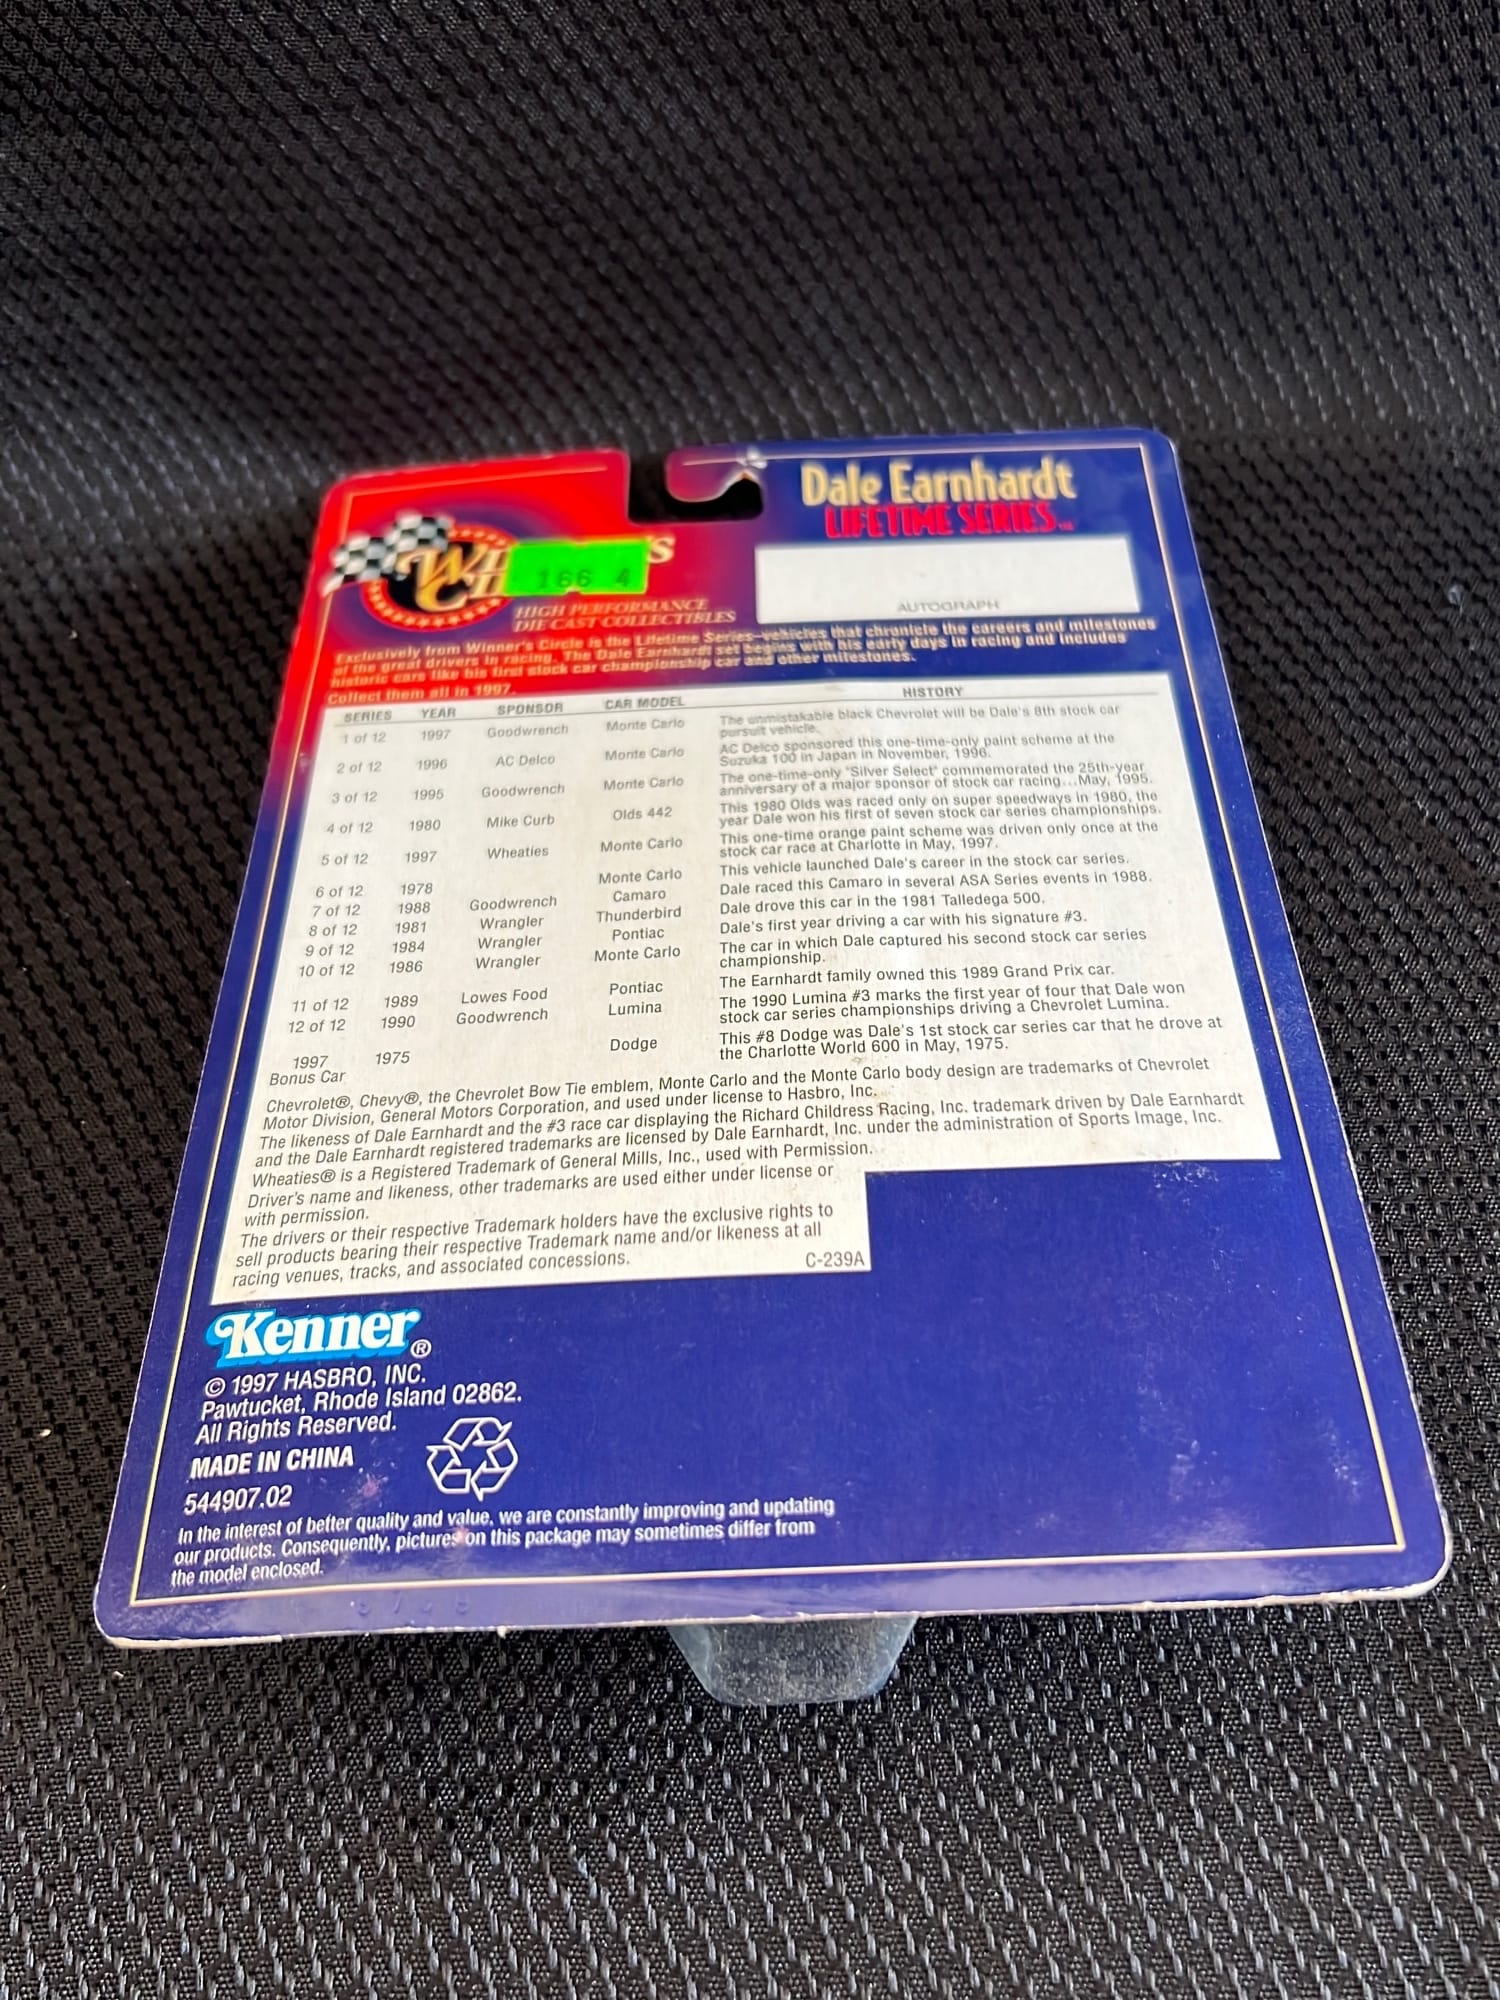 Dale Earnhardt
LIFETIME SERIES
166 4
HIGH PERFORMANCE
DIE CAST COLLECTIBLES
AUTOGRAPH
Exclusively from Winner's Circle is the Lifetime Series–vehicles that chronicle the careers and milestones
of the great drivers in racing. The Dale Earnhardt set begins with his early days in racing and includes
historic cars like his first stock car championship car and other milestones.
Collect them all in 1997.
SERIES YEAR SPONSOR CAR MODEL HISTORY
1 of 12 1997 Goodwrench Monte Carlo The unmistakable black Chevrolet will be Dale's 8th stock car
pursuit vehicle.
2 of 12 1996 AC Delco Monte Carlo AC Delco sponsored this one-time-only paint scheme at the
Suzuka 100 in Japan in November, 1996.
3 of 12 1995 Goodwrench Monte Carlo The one-time-only "Silver Select" commemorated the 25th-year
anniversary of a major sponsor of stock car racing...May, 1995.
4 of 12 1980 Mike Curb Olds 442 This 1980 Olds was raced only on super speedways in 1980, the
year Dale won his first of seven stock car series championships.
5 of 12 1997 Wheaties Monte Carlo This one-time orange paint scheme was driven only once at the
stock car race at Charlotte in May, 1997.
6 of 12 1978 Monte Carlo This vehicle launched Dale's career in the stock car series.
7 of 12 1988 Goodwrench Camaro Dale raced this Camaro in several ASA Series events in 1988.
8 of 12 1981 Wrangler Thunderbird Dale drove this car in the 1981 Talledega 500.
9 of 12 1984 Wrangler Pontiac Dale's first year driving a car with his signature #3.
10 of 12 1986 Wrangler Monte Carlo The car in which Dale captured his second stock car series
championship.
11 of 12 1989 Lowes Food Pontiac The Earnhardt family owned this 1989 Grand Prix car.
12 of 12 1990 Goodwrench Lumina The 1990 Lumina #3 marks the first year of four that Dale won
stock car series championships driving a Chevrolet Lumina.
1997 1975 Dodge This #8 Dodge was Dale's 1st stock car series car that he drove at
Bonus Car the Charlotte World 600 in May, 1975.
Chevrolet®, Chevy®, the Chevrolet Bow Tie emblem, Monte Carlo and the Monte Carlo body design are trademarks of Chevrolet
Motor Division, General Motors Corporation, and used under license to Hasbro, Inc.
The likeness of Dale Earnhardt and the #3 race car displaying the Richard Childress Racing, Inc. trademark driven by Dale Earnhardt
and the Dale Earnhardt registered trademarks are licensed by Dale Earnhardt, Inc. under the administration of Sports Image, Inc.
Wheaties® is a Registered Trademark of General Mills, Inc., used with Permission.
Driver's name and likeness, other trademarks are used either under license or
with permission.
The drivers or their respective Trademark holders have the exclusive rights to
sell products bearing their respective Trademark name and/or likeness at all
racing venues, tracks, and associated concessions. C-239A
Kenner®
© 1997 HASBRO, INC.
Pawtucket, Rhode Island 02862.
All Rights Reserved.
MADE IN CHINA
544907.02
In the interest of better quality and value, we are constantly improving and updating
our products. Consequently, pictures on this package may sometimes differ from
the model enclosed.